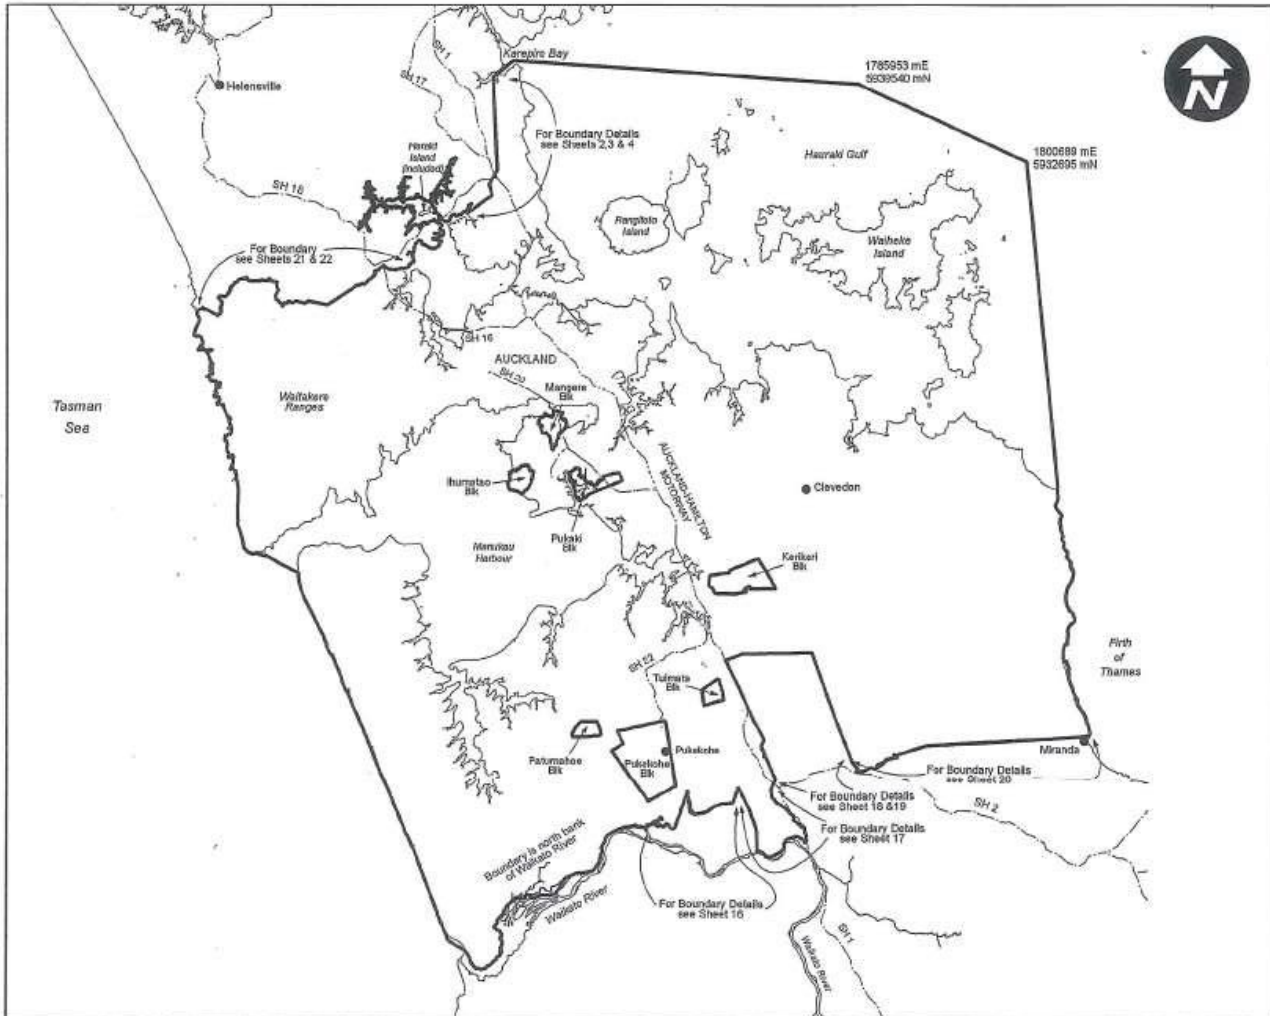 Karepiro Bay
SH 1
SH 17
1785953 mE
5939540 mN
N
Helensville
For Boundary Details
see Sheets 2,3 & 4
Herald
Island
(Included)
Hauraki Gulf
1800689 mE
5932695 mN
SH 16
Rangitoto
Island
Waiheke
Island
For Boundary
see Sheets 21 & 22
SH 16
AUCKLAND
SH 20
Mangere
Blk
Waitakere
Ranges
Tasman
Sea
AUCKLAND-HAMILTON
MOTORWAY
Ihumatao
Blk
Clevedon
Pukaki
Blk
Manukau
Harbour
Kerikeri
Blk
Firth
of
Thames
SH 22
Tuimata
Blk
Patumahoe
Blk
Pukekohe
Pukekohe
Blk
Miranda
For Boundary Details
see Sheet 20
For Boundary Details
see Sheet 18 &19
SH 2
For Boundary Details
see Sheet 17
Boundary is north bank
of Waikato River
Waikato River
For Boundary Details
see Sheet 16
SH 1
Waikato River